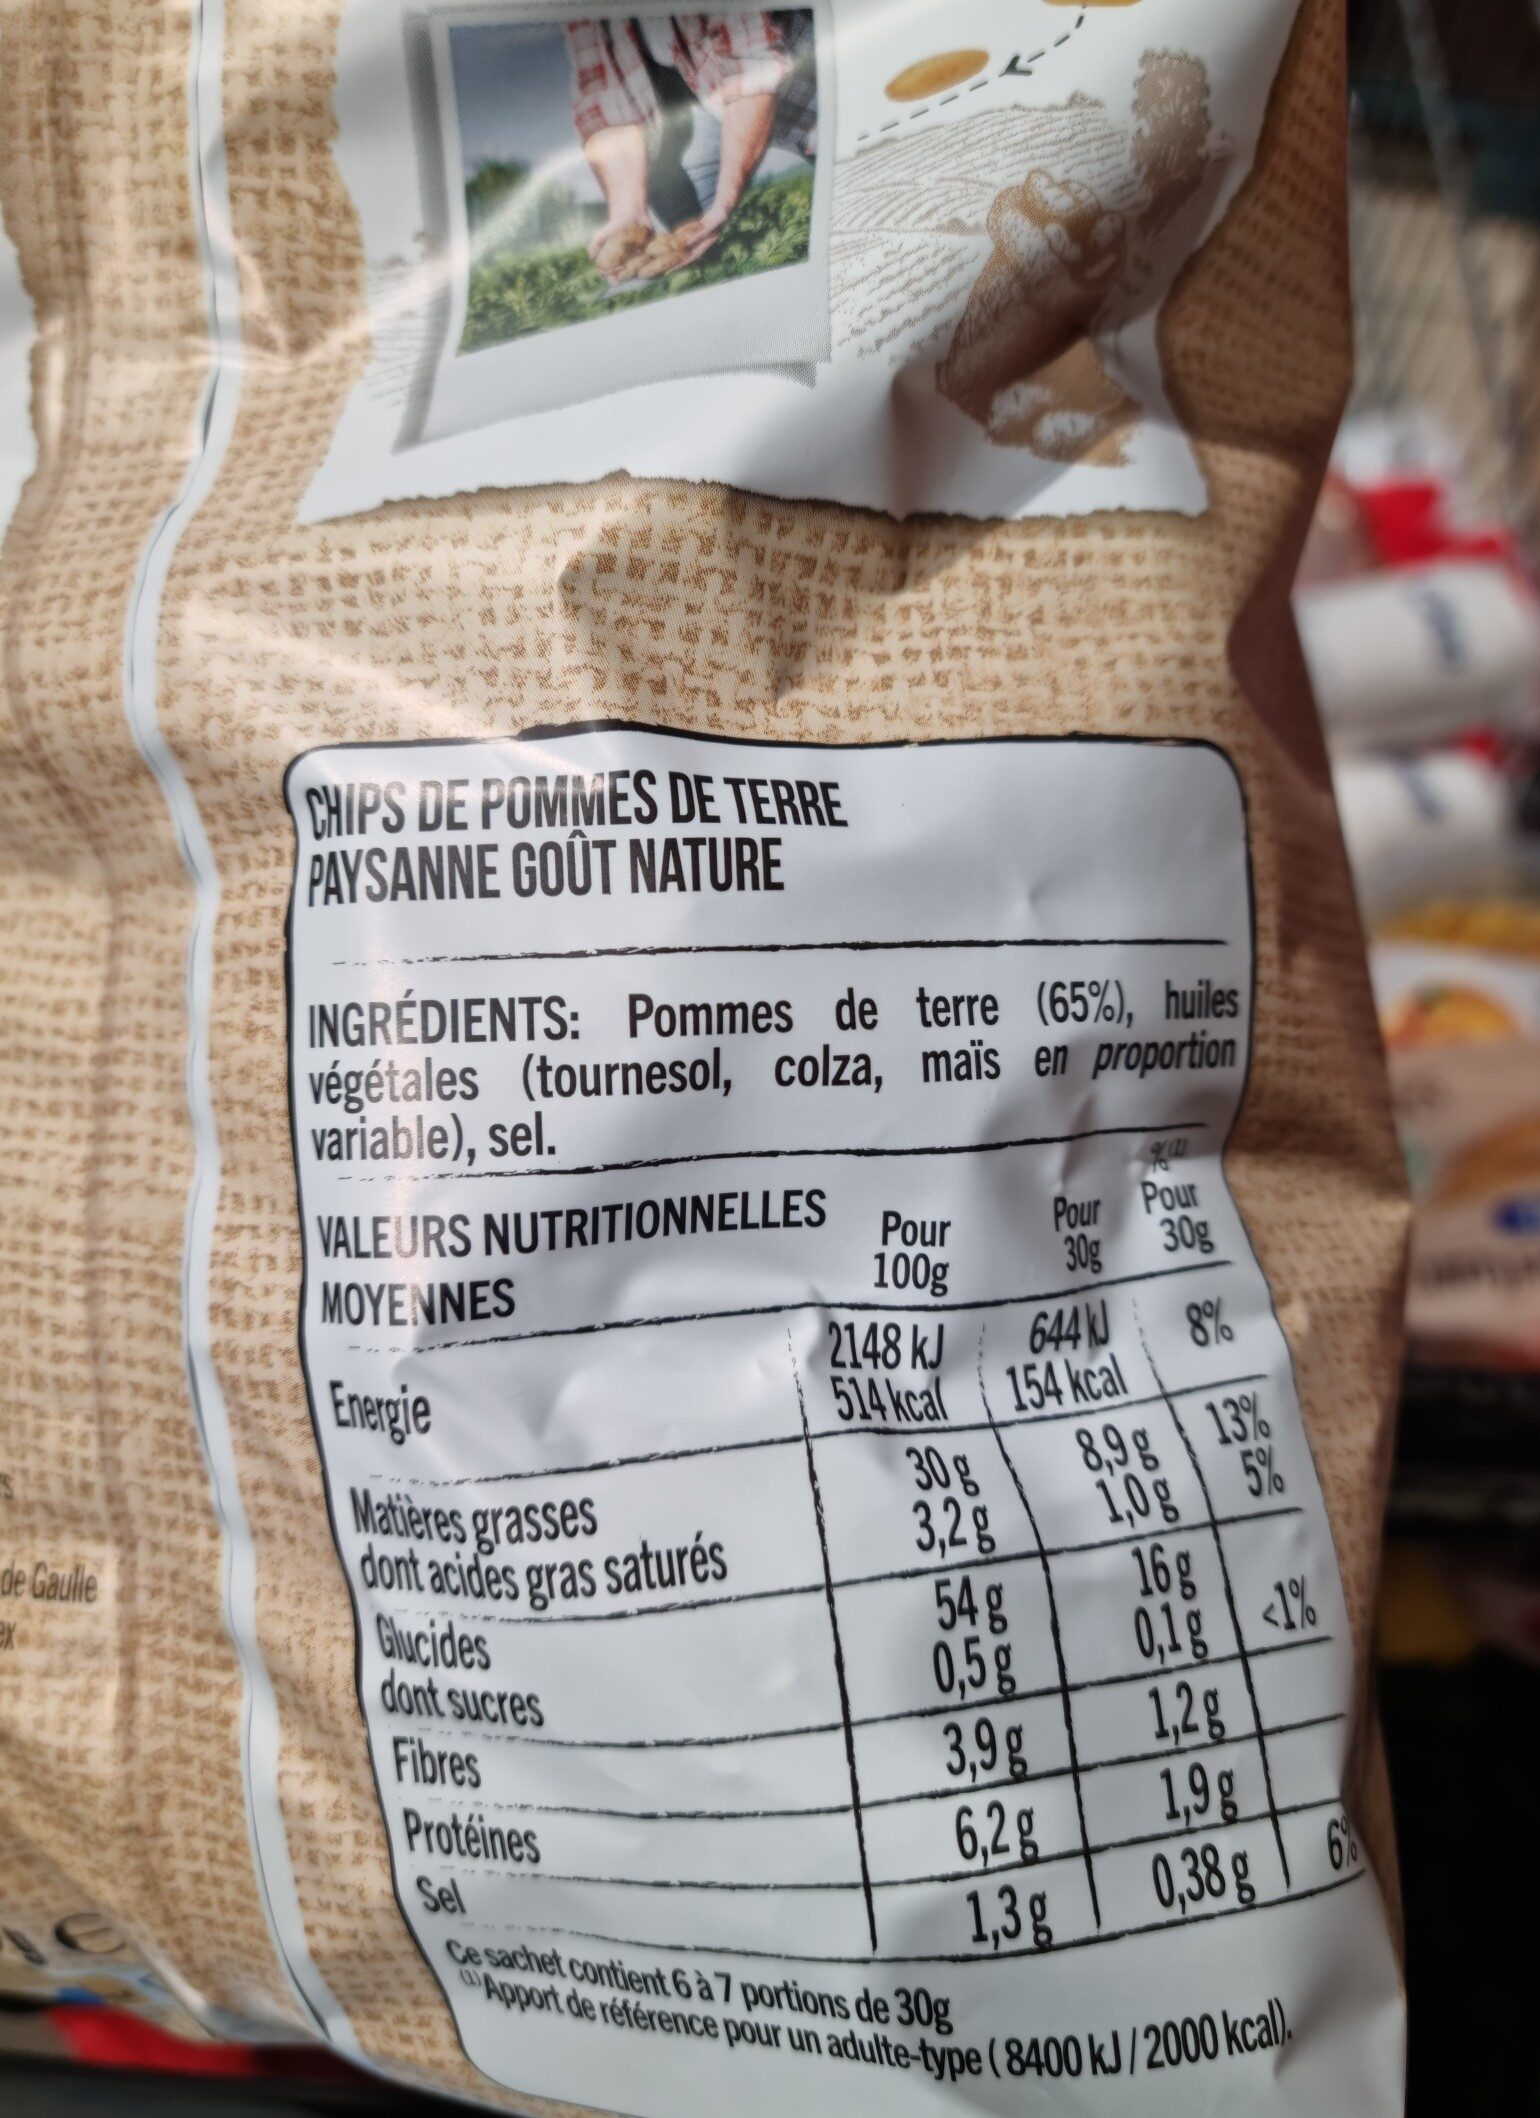 CHIPS DE POMMES DE TERRE
PAYSANNE GOÛT NATURE
INGRÉDIENTS: Pommes de terre (65%), huiles
végétales (tournesol, colza, maïs en proportion
variable), sel.
VALEURS NUTRITIONNELLES MOYENNES Pour 100g Pour 30g %(1) Pour 30g
Energie 2148 kJ 514 kcal 644 kJ 154 kcal 8%
Matières grasses 30 g 8,9 g 13%
dont acides gras saturés 3,2 g 1,0 g 5%
Glucides 54 g 16 g
dont sucres 0,5 g 0,1 g <1%
Fibres 3,9 g 1,2 g
Protéines 6,2 g 1,9 g
Sel 1,3 g 0,38 g 6%
Ce sachet contient 6 à 7 portions de 30g
(1) Apport de référence pour un adulte-type ( 8400 kJ / 2000 kcal).
de Gaulle